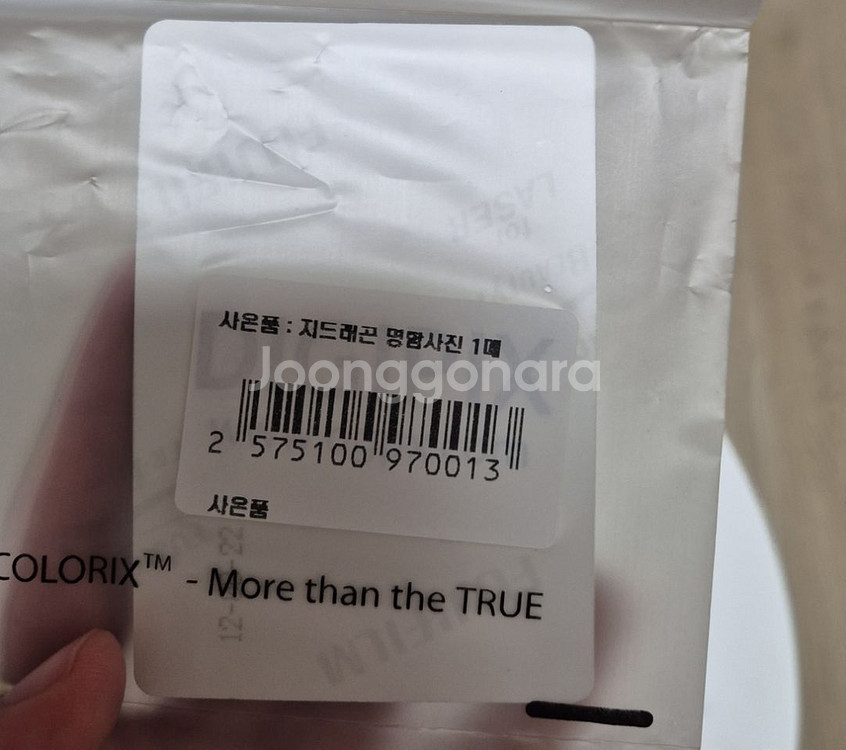 사은품 : 지드래곤 명함사진 1매
Joonggonara
2 575100 970013
사은품
COLORIX™ - More than the TRUE